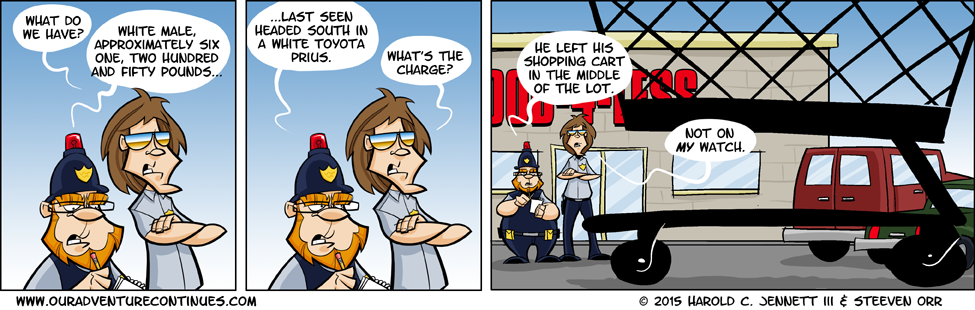 WHAT DO
WE HAVE?
WHITE MALE,
APPROXIMATELY SIX
ONE, TWO HUNDRED
AND FIFTY POUNDS...
...LAST SEEN
HEADED SOUTH IN
A WHITE TOYOTA
PRIUS.
WHAT'S THE
CHARGE?
HE LEFT HIS
SHOPPING CART
IN THE MIDDLE
OF THE LOT.
NOT ON
MY WATCH.
WWW.OURADVENTURECONTINUES.COM
© 2015 HAROLD C. JENNETT III & STEEVEN ORR